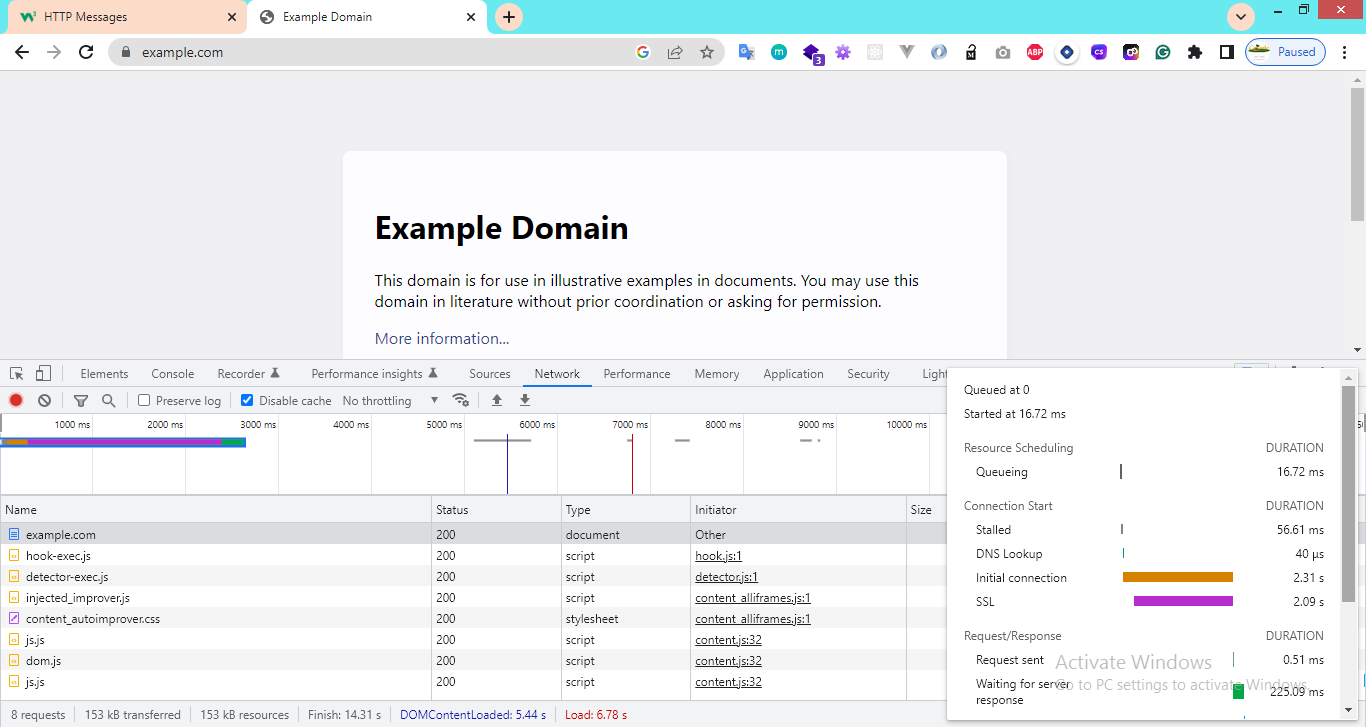 HTTP Messages
Example Domain
example.com
3
ABP
CS
Paused
Example Domain
This domain is for use in illustrative examples in documents. You may use this
domain in literature without prior coordination or asking for permission.
More information...
Elements Console Recorder Performance insights Sources Network Performance Memory Application Security Light
Preserve log Disable cache No throttling
1000 ms 2000 ms 3000 ms 4000 ms 5000 ms 6000 ms 7000 ms 8000 ms 9000 ms 10000 ms
Name Status Type Initiator Size
example.com 200 document Other
hook-exec.js 200 script hook.js:1
detector-exec.js 200 script detector.js:1
injected_improver.js 200 script content_alliframes.js:1
content_autoimprover.css 200 stylesheet content_alliframes.js:1
js.js 200 script content.js:32
dom.js 200 script content.js:32
js.js 200 script content.js:32
8 requests 153 kB transferred 153 kB resources Finish: 14.31 s DOMContentLoaded: 5.44 s Load: 6.78 s
Queued at 0
Started at 16.72 ms
Resource Scheduling DURATION
Queueing 16.72 ms
Connection Start DURATION
Stalled 56.61 ms
DNS Lookup 40 μs
Initial connection 2.31 s
SSL 2.09 s
Request/Response DURATION
Request sent 0.51 ms
Waiting for server
response 225.09 ms
Activate Windows
Go to PC settings to activate Windows.